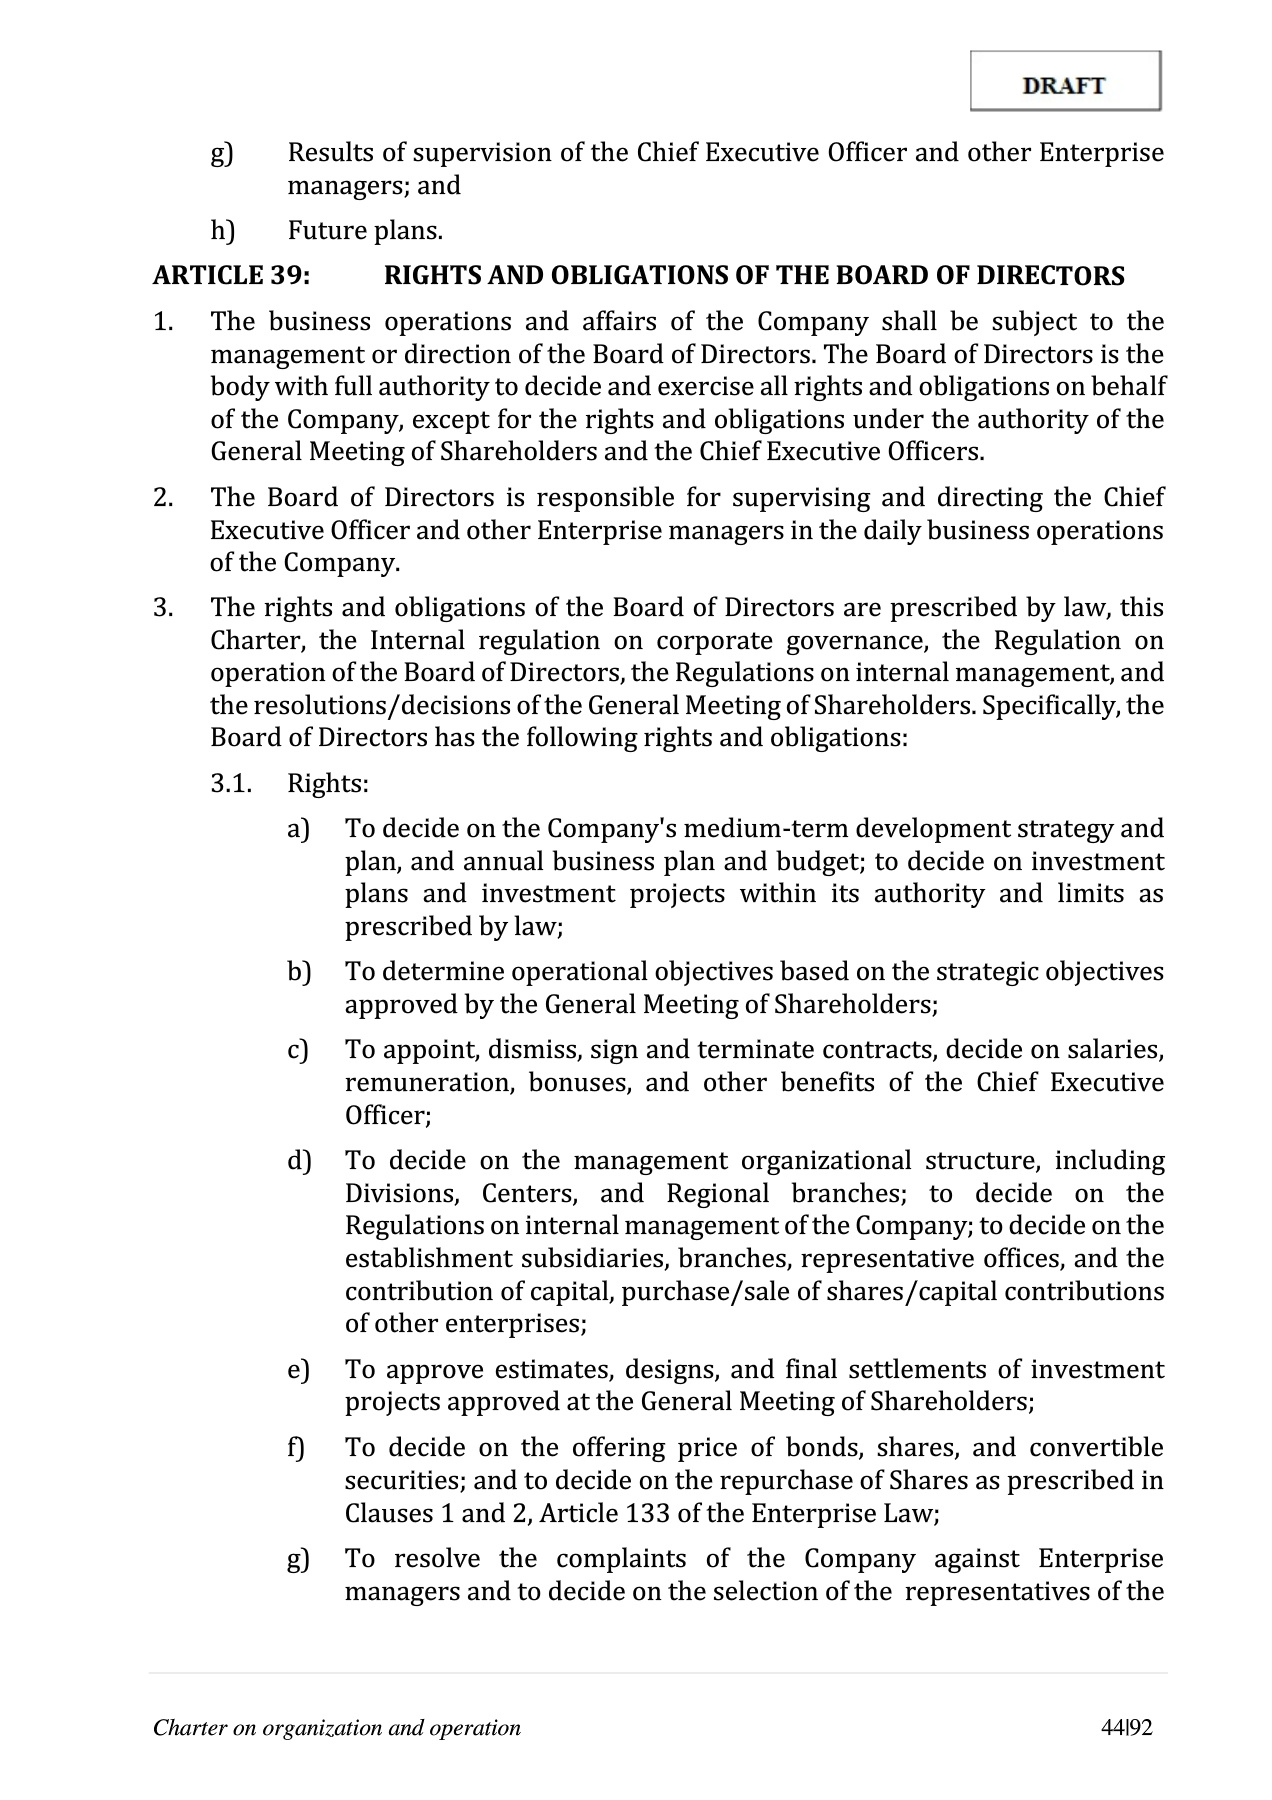 DRAFT
g) Results of supervision of the Chief Executive Officer and other Enterprise
managers; and
h) Future plans.
ARTICLE 39: RIGHTS AND OBLIGATIONS OF THE BOARD OF DIRECTORS
1. The business operations and affairs of the Company shall be subject to the
management or direction of the Board of Directors. The Board of Directors is the
body with full authority to decide and exercise all rights and obligations on behalf
of the Company, except for the rights and obligations under the authority of the
General Meeting of Shareholders and the Chief Executive Officers.
2. The Board of Directors is responsible for supervising and directing the Chief
Executive Officer and other Enterprise managers in the daily business operations
of the Company.
3. The rights and obligations of the Board of Directors are prescribed by law, this
Charter, the Internal regulation on corporate governance, the Regulation on
operation of the Board of Directors, the Regulations on internal management, and
the resolutions/decisions of the General Meeting of Shareholders. Specifically, the
Board of Directors has the following rights and obligations:
3.1. Rights:
a) To decide on the Company's medium-term development strategy and
plan, and annual business plan and budget; to decide on investment
plans and investment projects within its authority and limits as
prescribed by law;
b) To determine operational objectives based on the strategic objectives
approved by the General Meeting of Shareholders;
c) To appoint, dismiss, sign and terminate contracts, decide on salaries,
remuneration, bonuses, and other benefits of the Chief Executive
Officer;
d) To decide on the management organizational structure, including
Divisions, Centers, and Regional branches; to decide on the
Regulations on internal management of the Company; to decide on the
establishment subsidiaries, branches, representative offices, and the
contribution of capital, purchase/sale of shares/capital contributions
of other enterprises;
e) To approve estimates, designs, and final settlements of investment
projects approved at the General Meeting of Shareholders;
f) To decide on the offering price of bonds, shares, and convertible
securities; and to decide on the repurchase of Shares as prescribed in
Clauses 1 and 2, Article 133 of the Enterprise Law;
g) To resolve the complaints of the Company against Enterprise
managers and to decide on the selection of the representatives of the
Charter on organization and operation 44|92